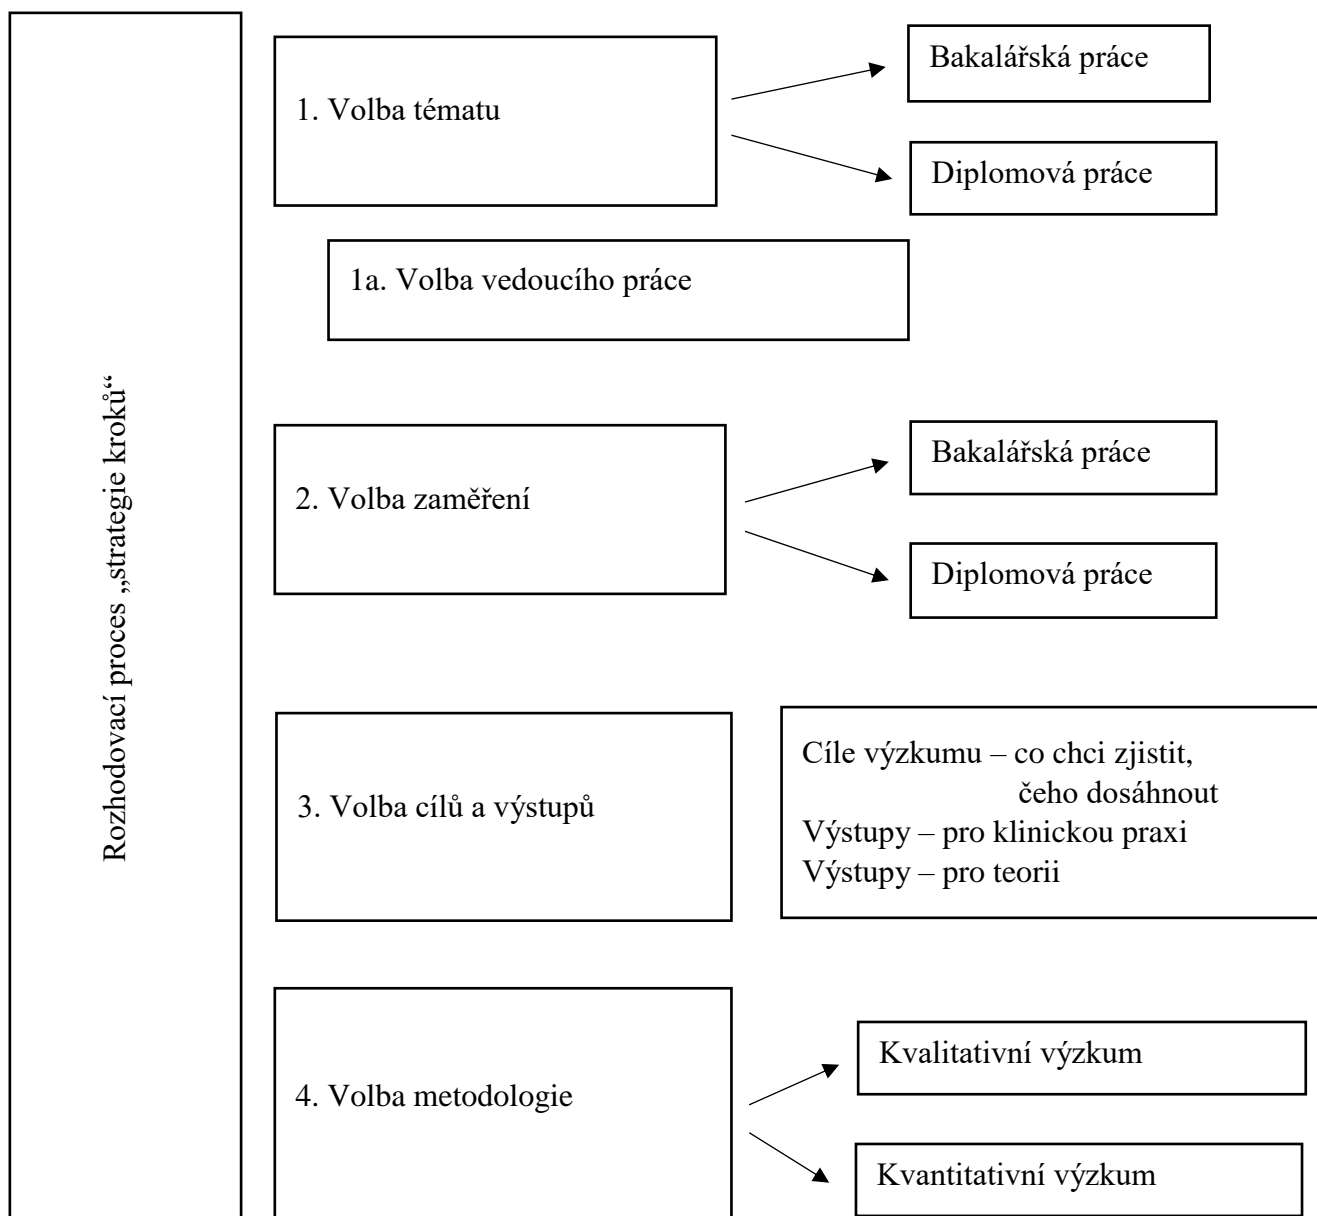 Rozhodovací proces „strategie kroků“
1. Volba tématu
Bakalářská práce
Diplomová práce
1a. Volba vedoucího práce
2. Volba zaměření
Bakalářská práce
Diplomová práce
3. Volba cílů a výstupů
Cíle výzkumu – co chci zjistit,
čeho dosáhnout
Výstupy – pro klinickou praxi
Výstupy – pro teorii
4. Volba metodologie
Kvalitativní výzkum
Kvantitativní výzkum